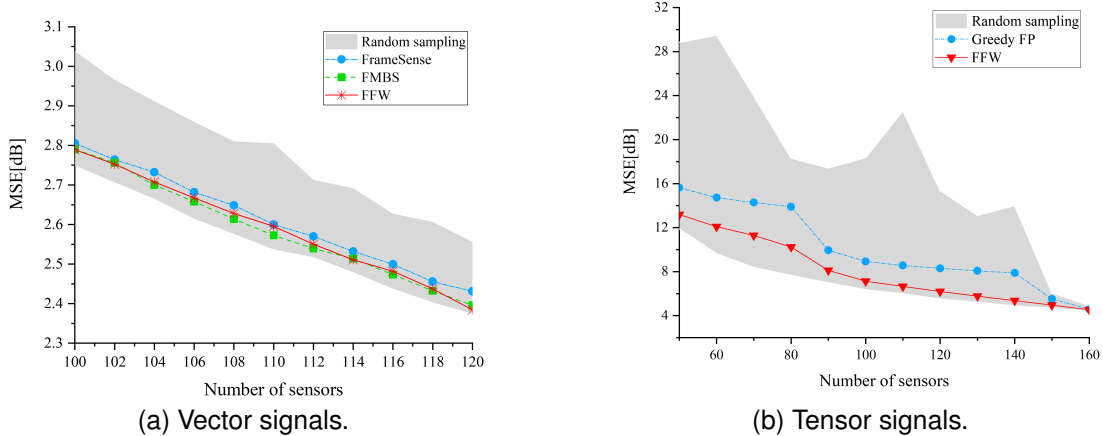 3.1
3.0
2.9
2.8
2.7
2.6
2.5
2.4
2.3
MSE[dB]
Random sampling
FrameSense
FMBS
FFW
100 102 104 106 108 110 112 114 116 118 120
Number of sensors
(a) Vector signals.
32
28
24
20
16
12
8
4
MSE[dB]
Random sampling
Greedy FP
FFW
60 80 100 120 140 160
Number of sensors
(b) Tensor signals.